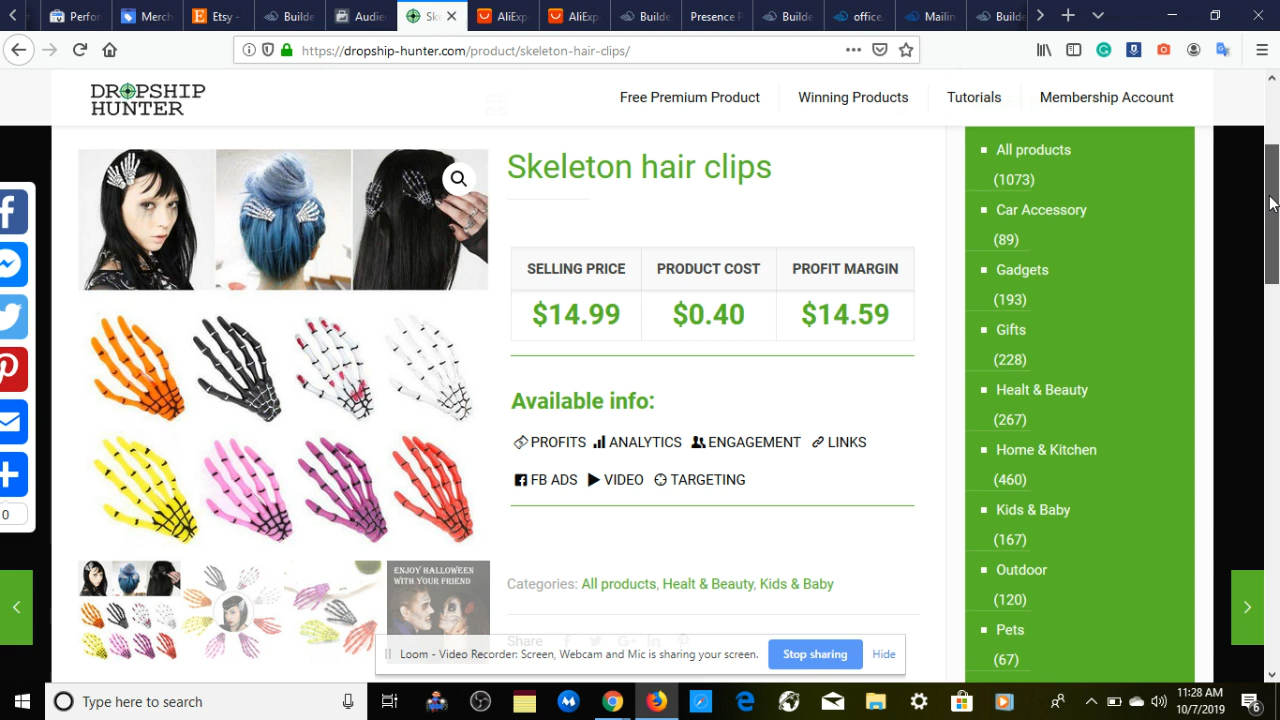 Perfor
Merch
Etsy -
Builde
Audie
Ske
AliExp
AliExp
Builde
Presence P
Builde
office
Mailin
Builde
https://dropship-hunter.com/product/skeleton-hair-clips/
DROPSHIP
HUNTER
Free Premium Product
Winning Products
Tutorials
Membership Account
Skeleton hair clips
SELLING PRICE PRODUCT COST PROFIT MARGIN
$14.99 $0.40 $14.59
Available info:
PROFITS ANALYTICS ENGAGEMENT LINKS
FB ADS VIDEO TARGETING
Categories: All products, Healt & Beauty, Kids & Baby
Share
ENJOY HALLOWEEN
WITH YOUR FRIEND
All products
(1073)
Car Accessory
(89)
Gadgets
(193)
Gifts
(228)
Healt & Beauty
(267)
Home & Kitchen
(460)
Kids & Baby
(167)
Outdoor
(120)
Pets
(67)
0
Loom - Video Recorder: Screen, Webcam and Mic is sharing your screen.
Stop sharing
Hide
Type here to search
11:28 AM
10/7/2019
6